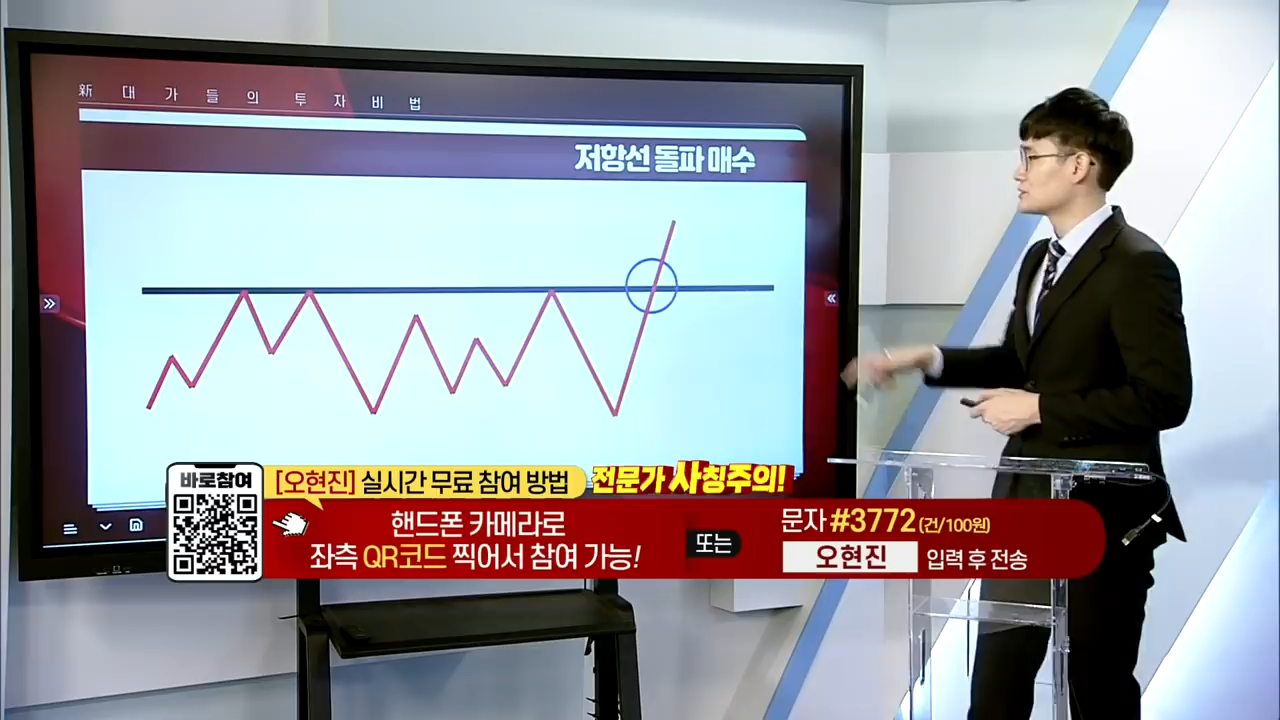 新 대 가 들 의 투 자 비 법
저항선 돌파 매수
바로참여
[오현진] 실시간 무료 참여 방법
전문가 사칭주의!
핸드폰 카메라로
좌측 QR코드 찍어서 참여 가능!
또는
문자 #3772 (건/100원)
오현진 입력 후 전송